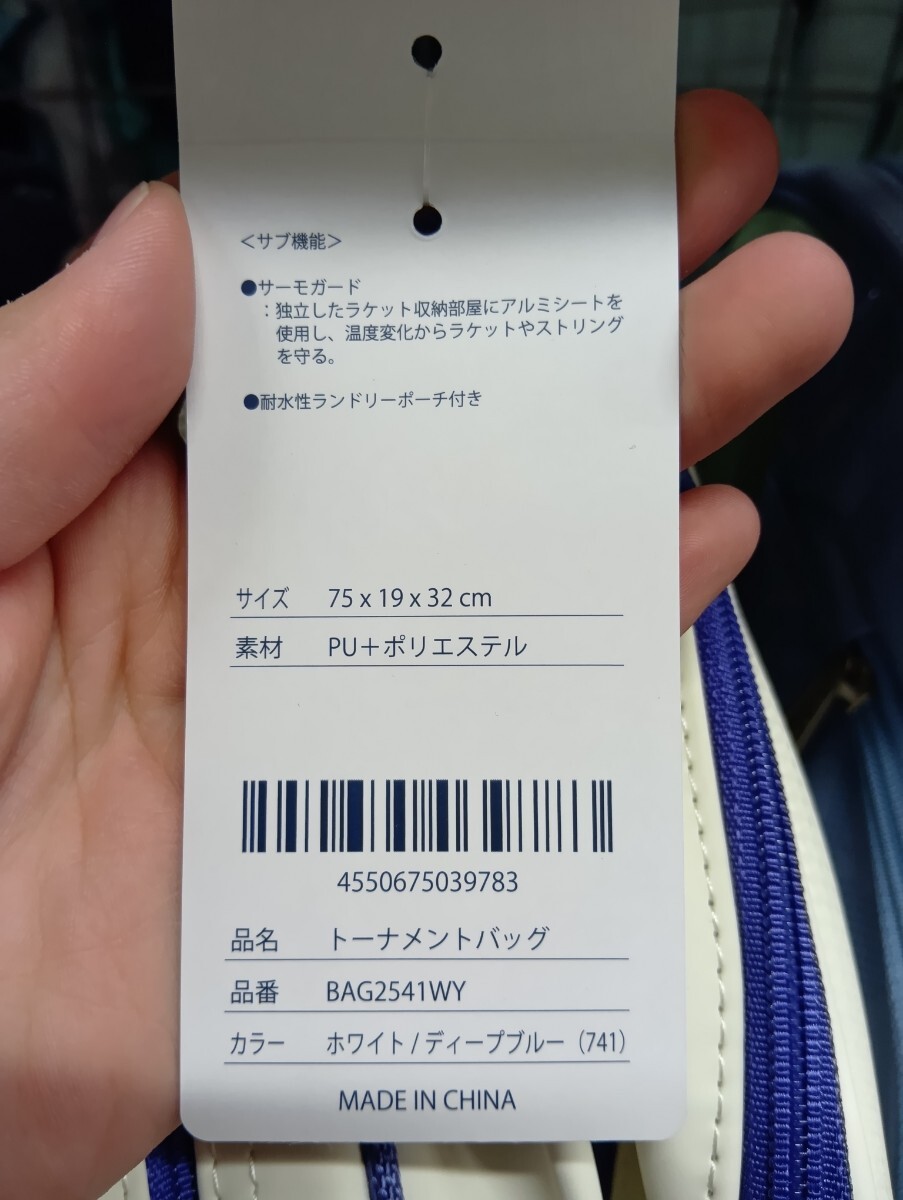 ＜サブ機能＞
●サーモガード
：独立したラケット収納部屋にアルミシートを
使用し、温度変化からラケットやストリング
を守る。
●耐水性ランドリーポーチ付き
サイズ 75 x 19 x 32 cm
素材 PU＋ポリエステル
4550675039783
品名 トーナメントバッグ
品番 BAG2541WY
カラー ホワイト / ディープブルー（741）
MADE IN CHINA